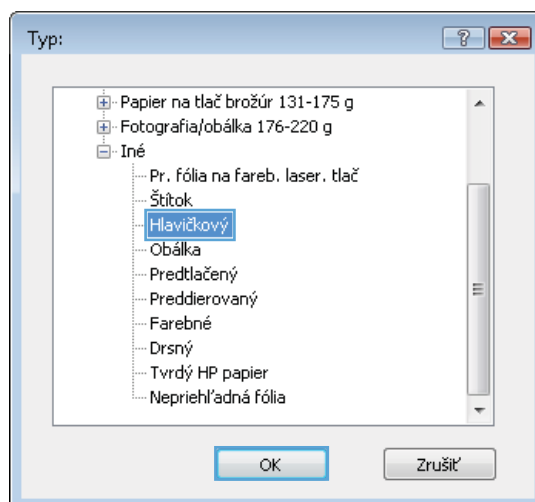 Typ:
Papier na tlač brožúr 131-175 g
Fotografia/obálka 176-220 g
Iné
Pr. fólia na fareb. laser. tlač
Štítok
Hlavičkový
Obálka
Predtlačený
Preddierovaný
Farebné
Drsný
Tvrdý HP papier
Nepriehľadná fólia
OK Zrušiť